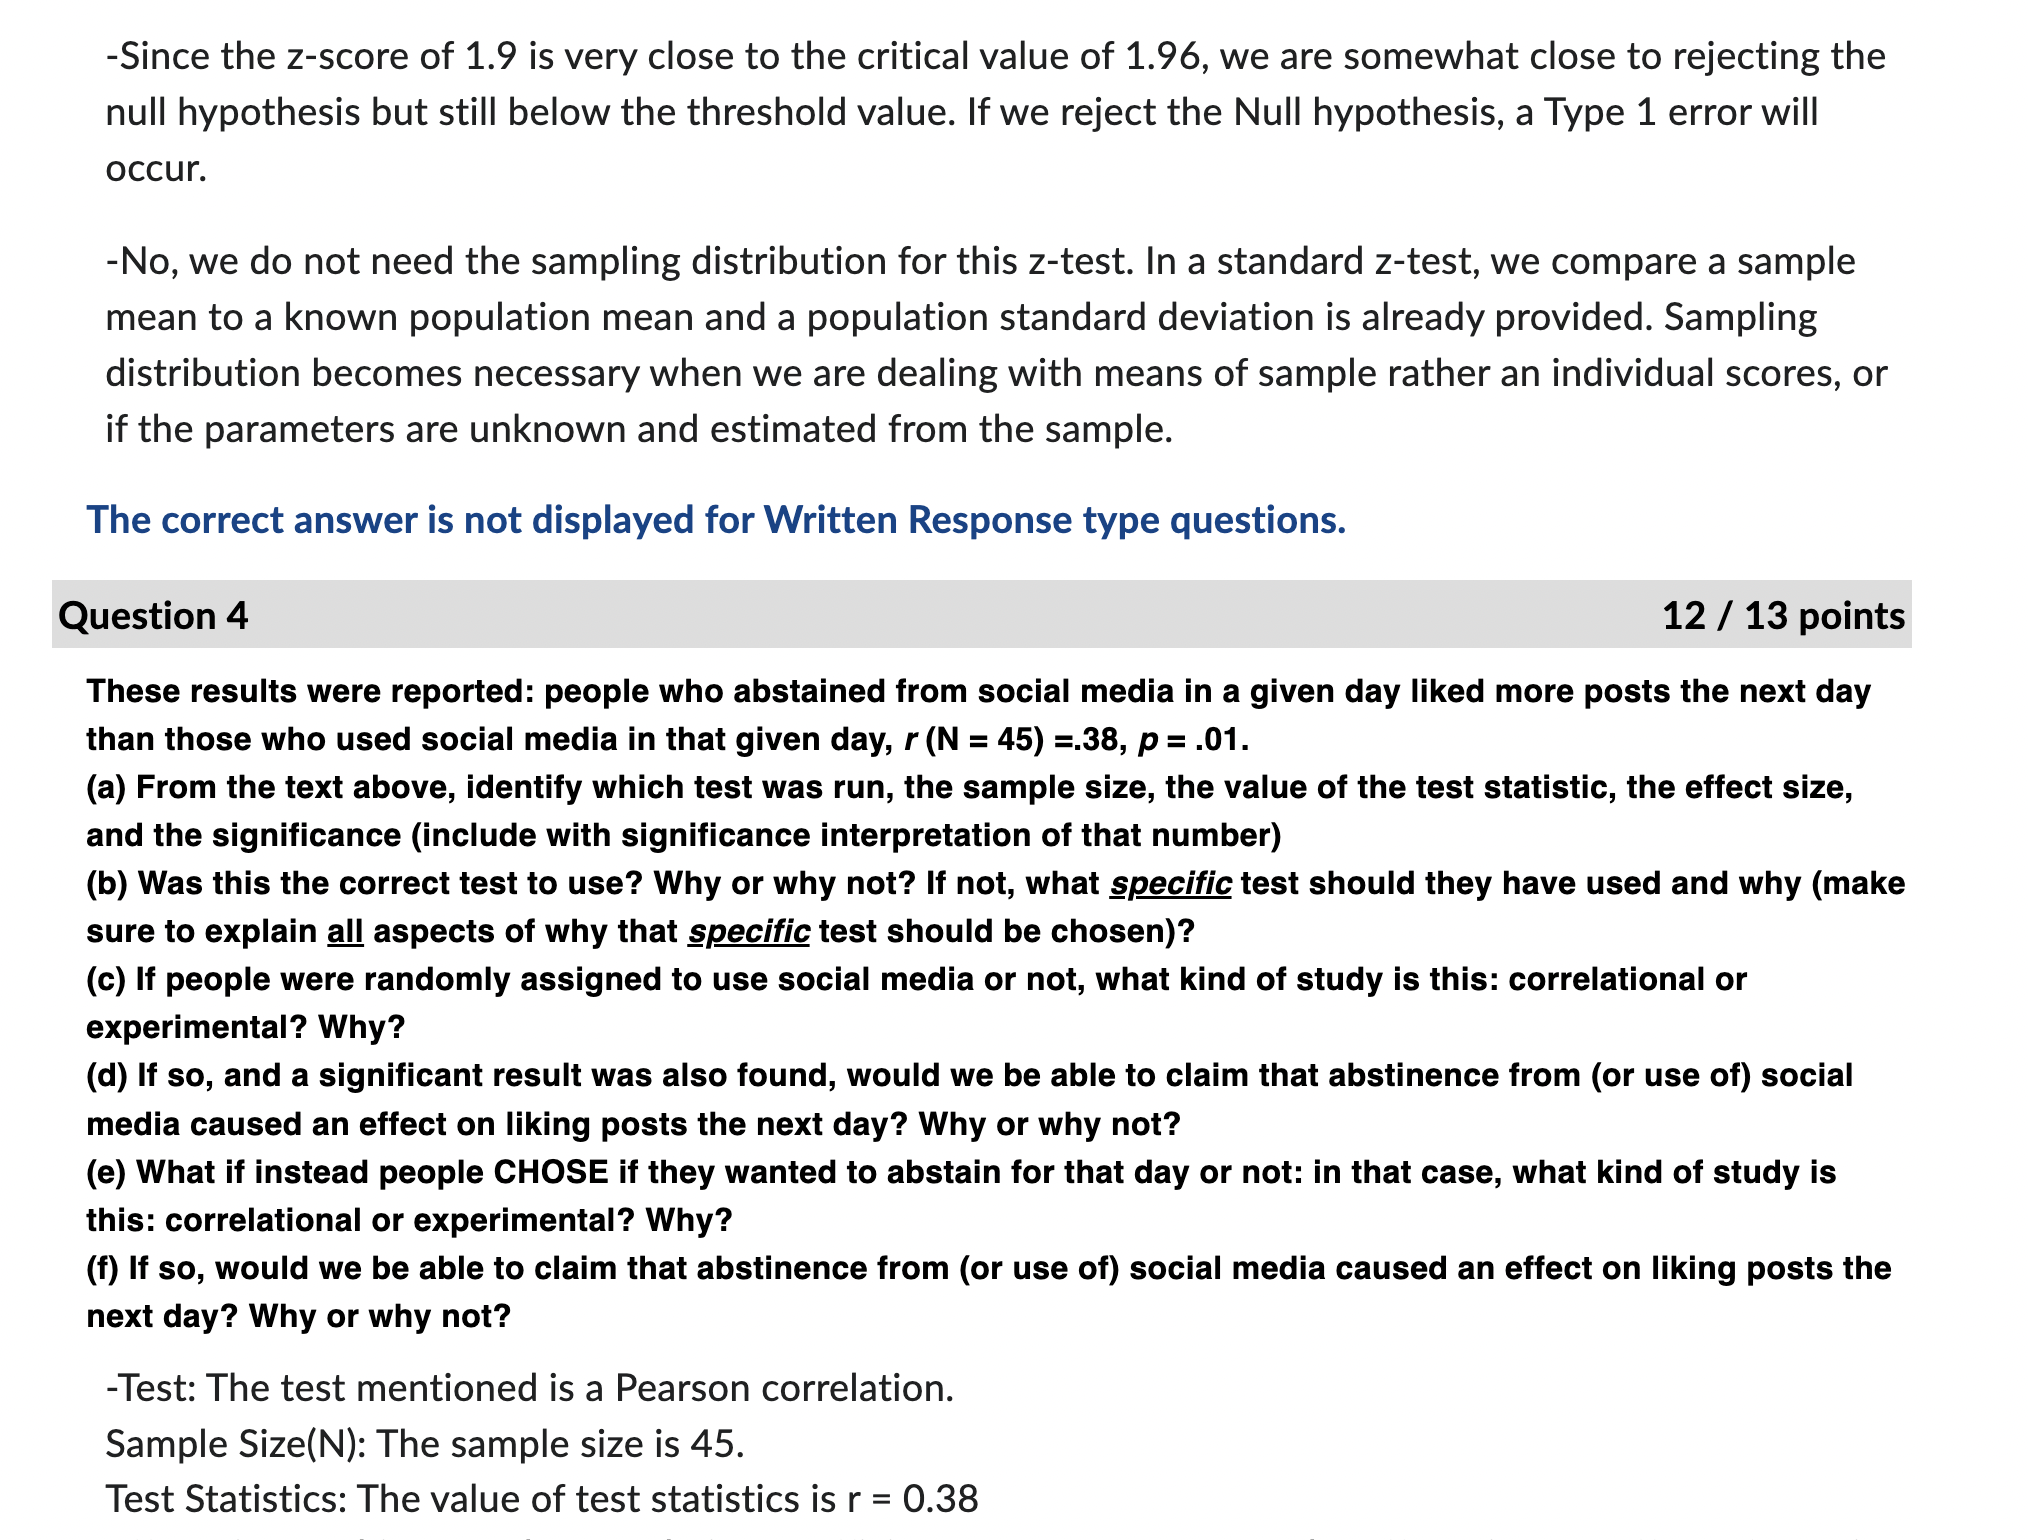 -Since the z-score of 1.9 is very close to the critical value of 1.96, we are somewhat close to rejecting the
null hypothesis but still below the threshold value. If we reject the Null hypothesis, a Type 1 error will
occur.
-No, we do not need the sampling distribution for this z-test. In a standard z-test, we compare a sample
mean to a known population mean and a population standard deviation is already provided. Sampling
distribution becomes necessary when we are dealing with means of sample rather an individual scores, or
if the parameters are unknown and estimated from the sample.
The correct answer is not displayed for Written Response type questions.
Question 4 12 / 13 points
These results were reported: people who abstained from social media in a given day liked more posts the next day
than those who used social media in that given day, r (N = 45) =.38, p = .01.
(a) From the text above, identify which test was run, the sample size, the value of the test statistic, the effect size,
and the significance (include with significance interpretation of that number)
(b) Was this the correct test to use? Why or why not? If not, what specific test should they have used and why (make
sure to explain all aspects of why that specific test should be chosen)?
(c) If people were randomly assigned to use social media or not, what kind of study is this: correlational or
experimental? Why?
(d) If so, and a significant result was also found, would we be able to claim that abstinence from (or use of) social
media caused an effect on liking posts the next day? Why or why not?
(e) What if instead people CHOSE if they wanted to abstain for that day or not: in that case, what kind of study is
this: correlational or experimental? Why?
(f) If so, would we be able to claim that abstinence from (or use of) social media caused an effect on liking posts the
next day? Why or why not?
-Test: The test mentioned is a Pearson correlation.
Sample Size(N): The sample size is 45.
Test Statistics: The value of test statistics is r = 0.38